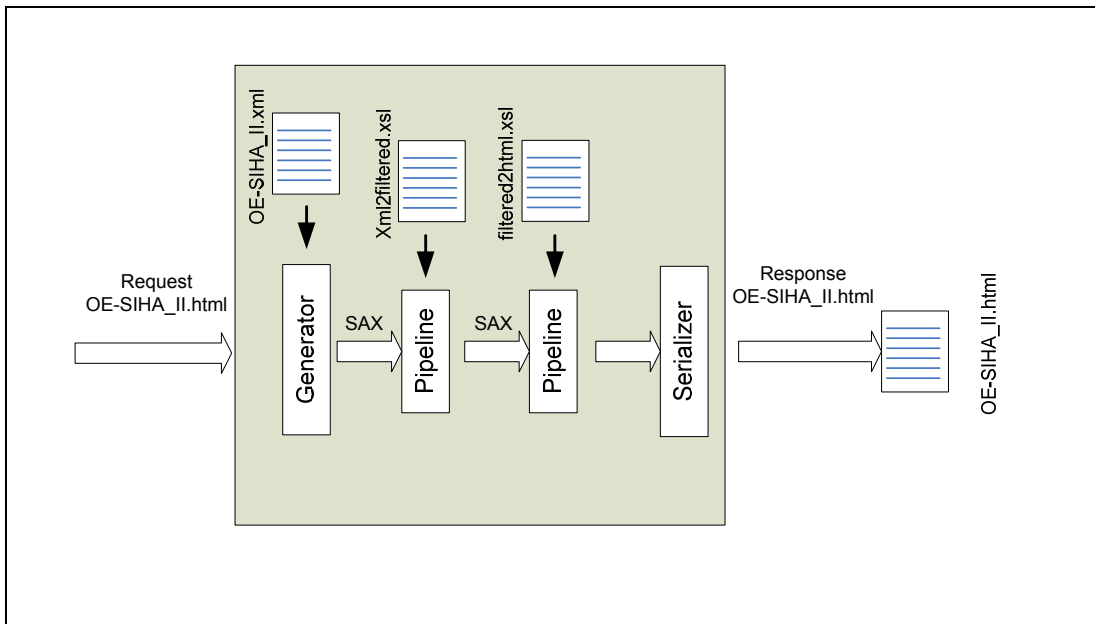 OE-SIHA_II.xml
Xml2filtered.xsl
filtered2html.xsl
Request
OE-SIHA_II.html
Generator
SAX
Pipeline
SAX
Pipeline
Serializer
Response
OE-SIHA_II.html
OE-SIHA_II.html